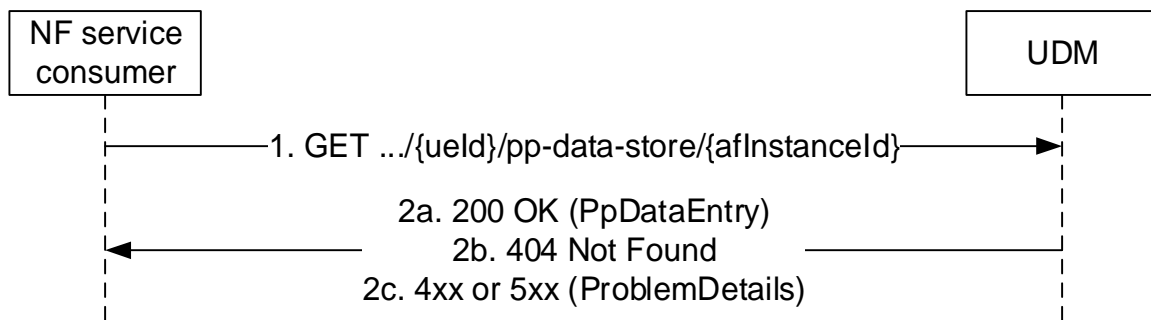 NF service
consumer
UDM
1. GET .../{ueId}/pp-data-store/{afInstanceId}
2a. 200 OK (PpDataEntry)
2b. 404 Not Found
2c. 4xx or 5xx (ProblemDetails)